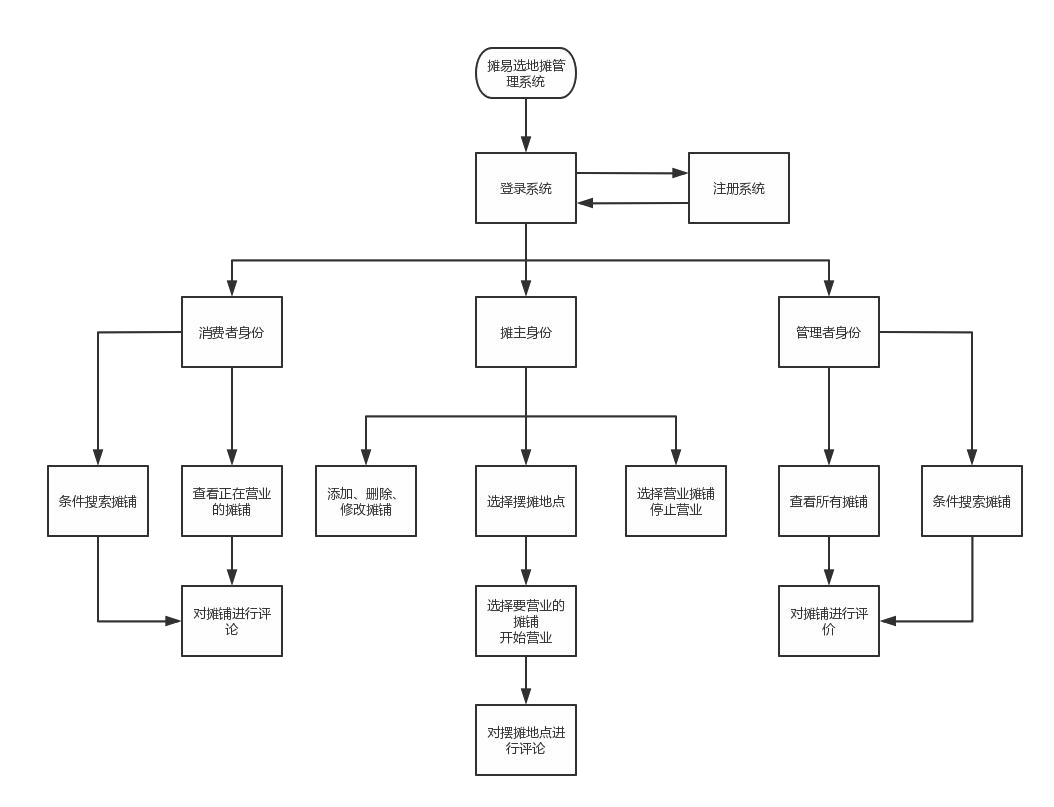 摊易选地摊管
理系统
登录系统
注册系统
消费者身份
摊主身份
管理者身份
条件搜索摊铺
查看正在营业
的摊铺
添加、删除、
修改摊铺
选择摆摊地点
选择营业摊铺
停止营业
查看所有摊铺
条件搜索摊铺
对摊铺进行评
论
选择要营业的
摊铺
开始营业
对摊铺进行评
价
对摆摊地点进
行评论